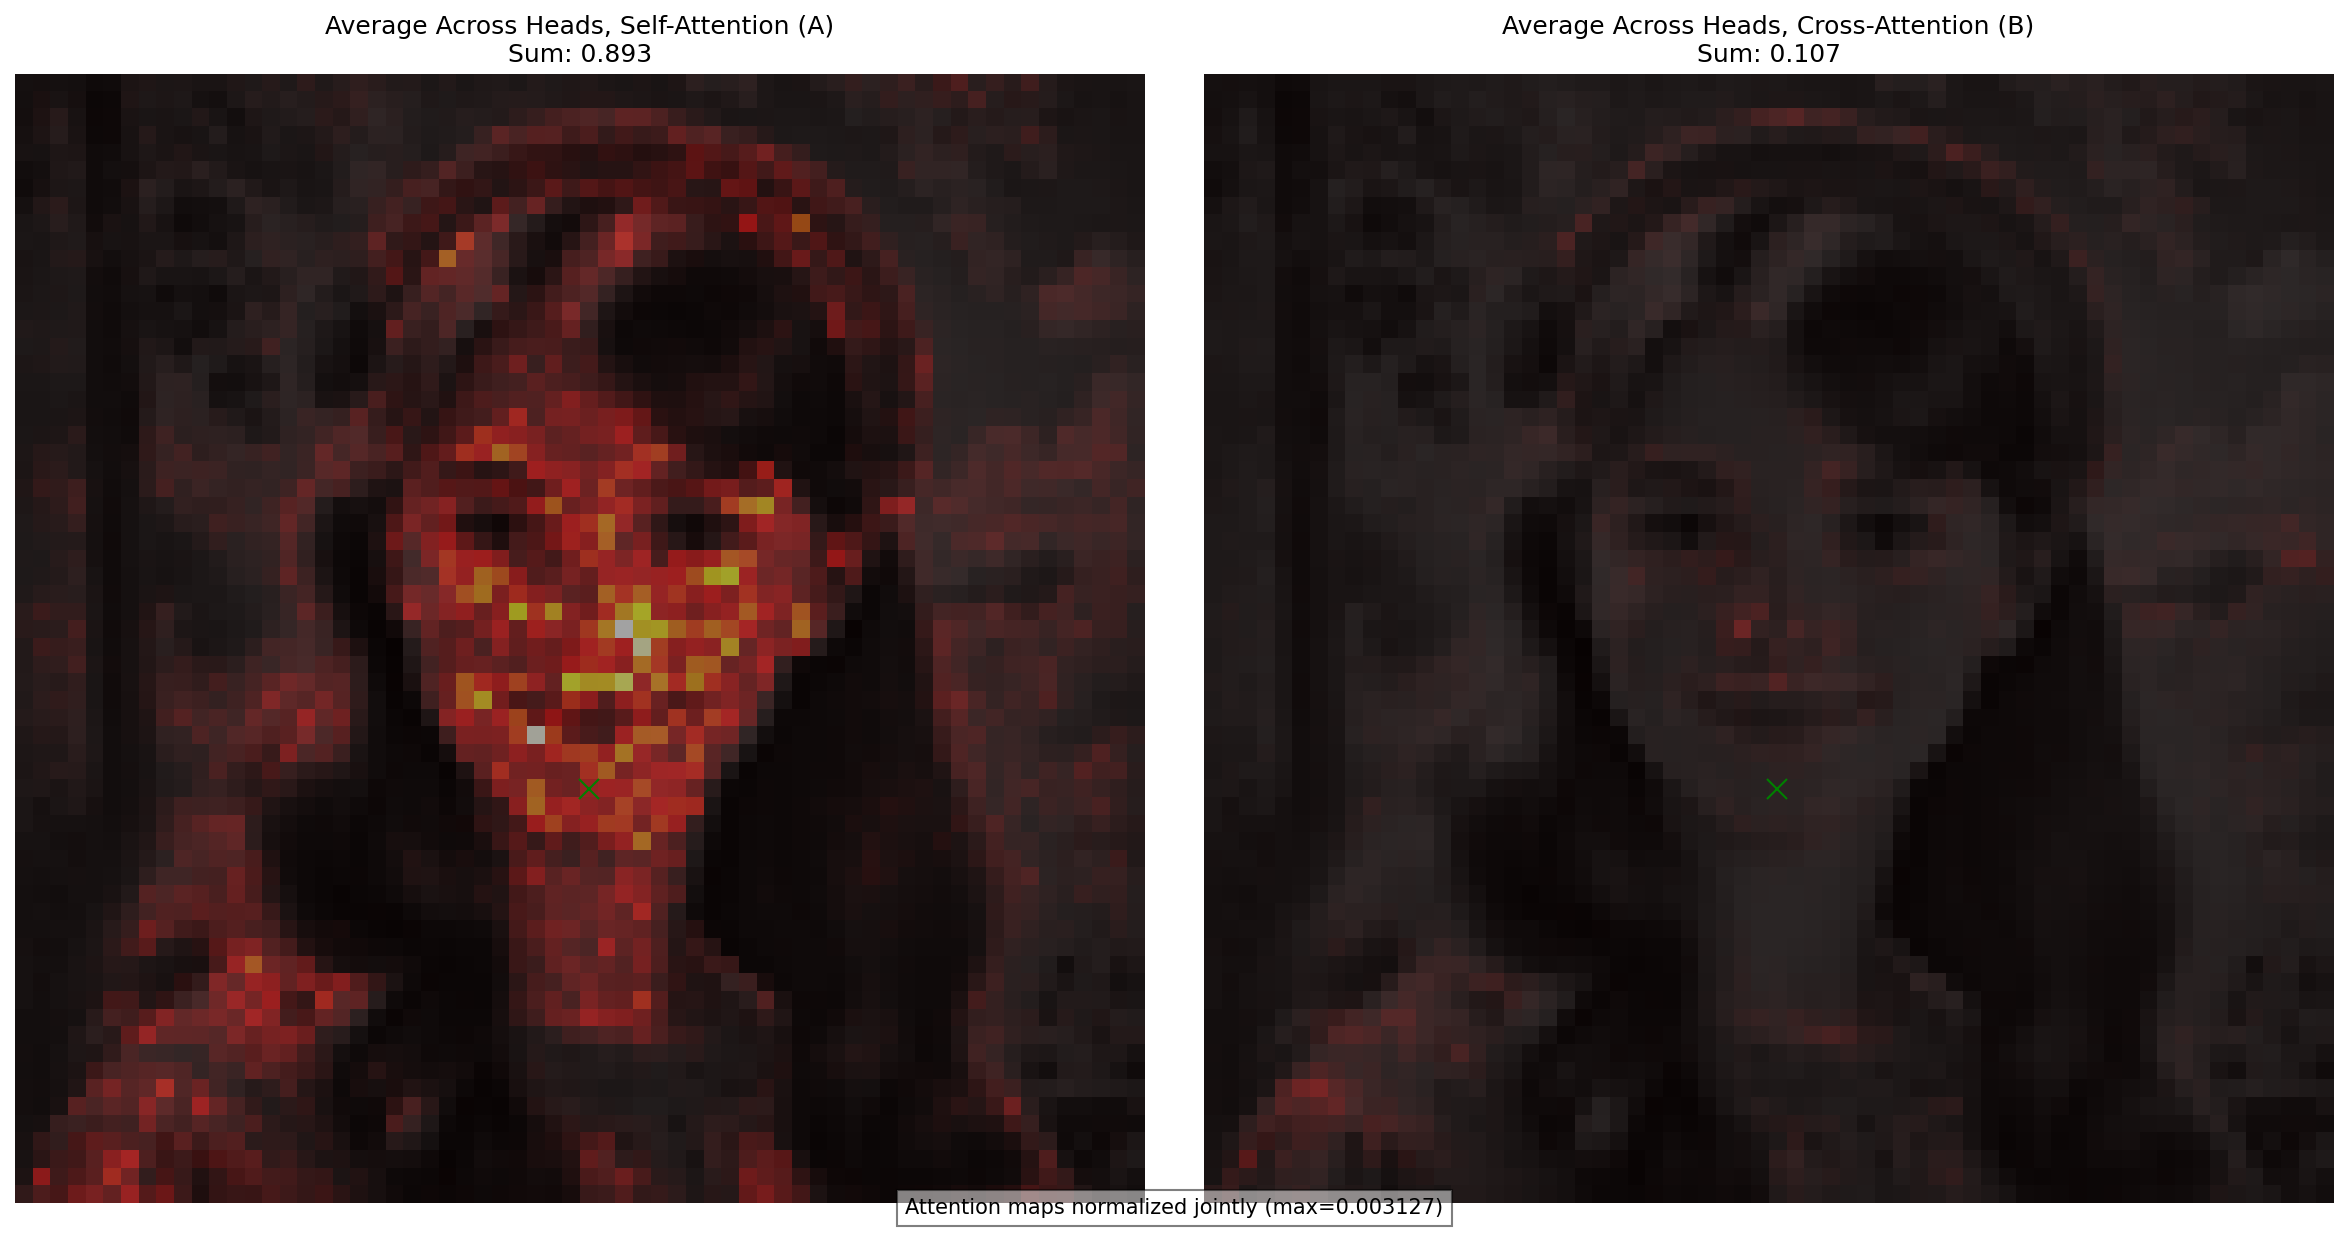 Average Across Heads, Self-Attention (A)
Sum: 0.893
Average Across Heads, Cross-Attention (B)
Sum: 0.107
Attention maps normalized jointly (max=0.003127)